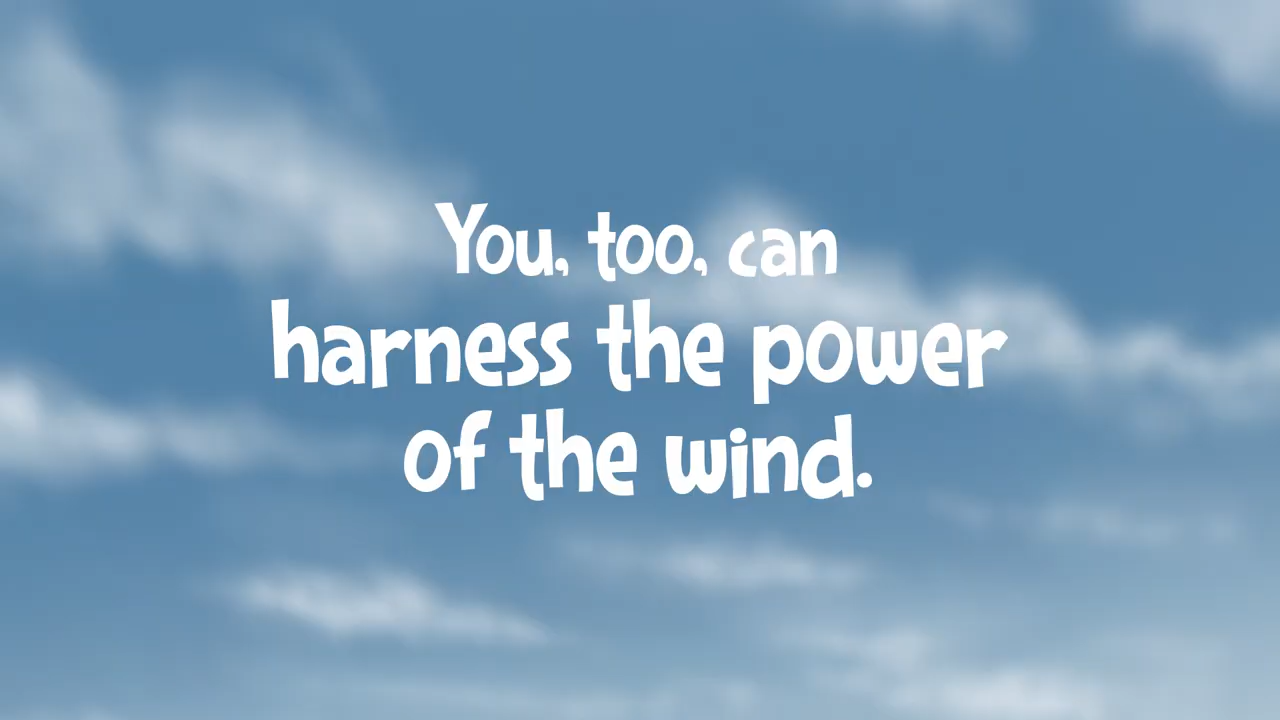 You, too, can
harness the power
of the wind.